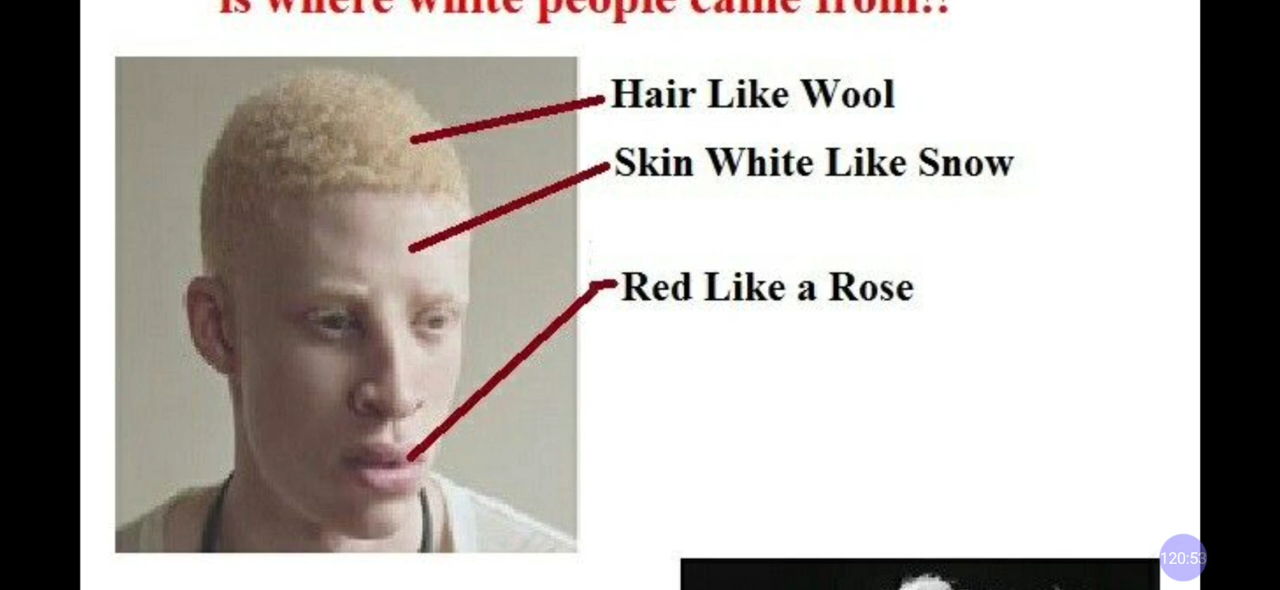 is where white people came from!!
Hair Like Wool
Skin White Like Snow
Red Like a Rose
120:53